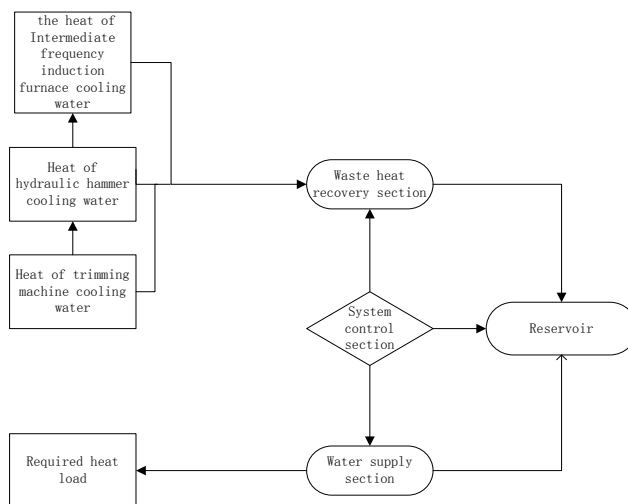 the heat of
Intermediate
frequency
induction
furnace cooling
water
Heat of
hydraulic hammer
cooling water
Heat of trimming
machine cooling
water
Waste heat
recovery section
System
control
section
Reservoir
Required heat
load
Water supply
section